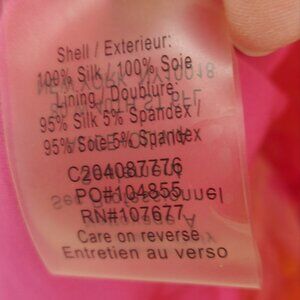 Shell / Exterieur:
100% Silk / 100% Soie
Lining / Doublure:
95% Silk 5% Spandex /
95% Soie 5% Spandex
C204087776
PO#104855
RN#107677
Care on reverse
Entretien au verso